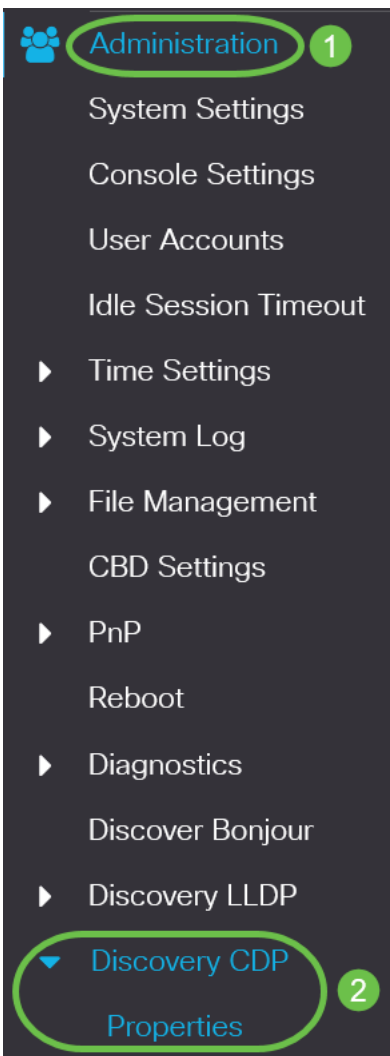 Administration 1
System Settings
Console Settings
User Accounts
Idle Session Timeout
Time Settings
System Log
File Management
CBD Settings
PnP
Reboot
Diagnostics
Discover Bonjour
Discovery LLDP
Discovery CDP
2
Properties